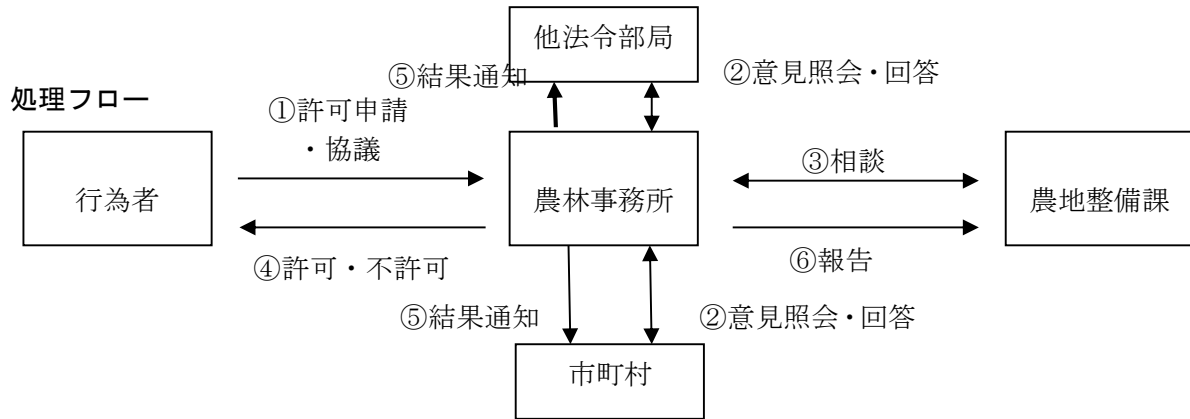 他法令部局
⑤結果通知
②意見照会・回答
処理フロー
①許可申請
・協議
③相談
行為者
農林事務所
農地整備課
④許可・不許可
⑥報告
⑤結果通知
②意見照会・回答
市町村